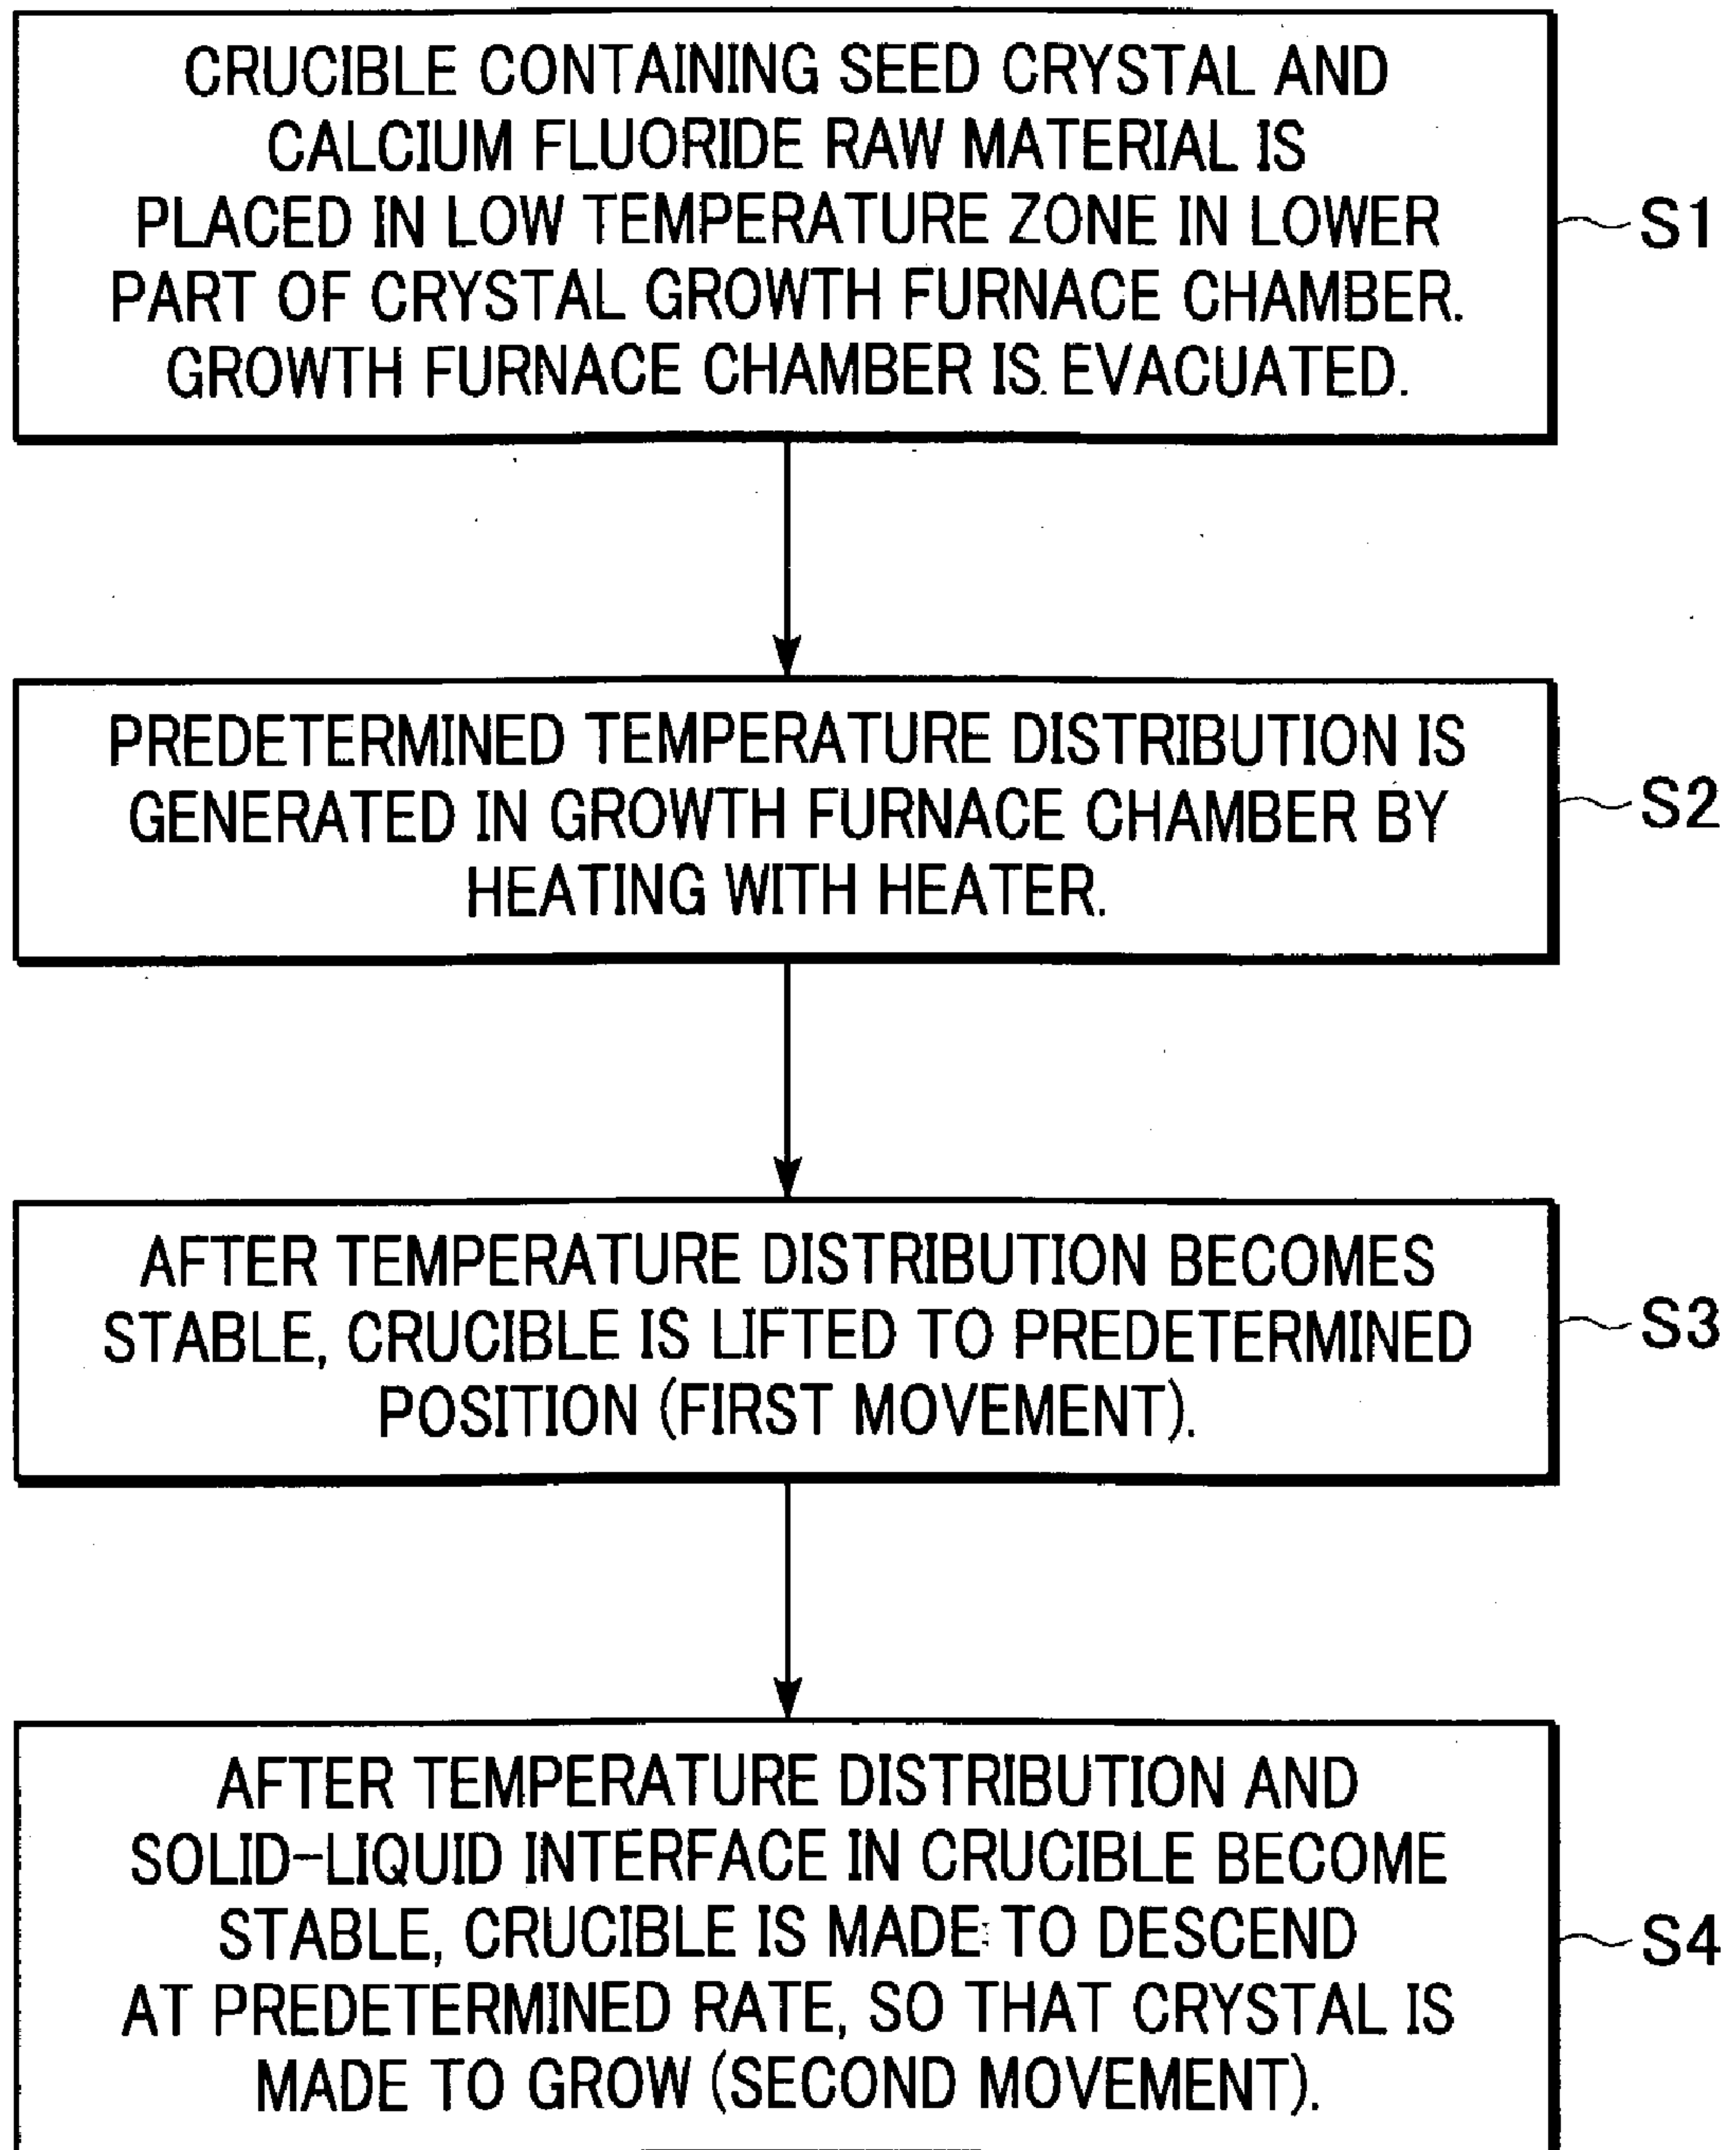 CRUCIBLE CONTAINING SEED CRYSTAL AND
CALCIUM FLUORIDE RAW MATERIAL IS
PLACED IN LOW TEMPERATURE ZONE IN LOWER
PART OF CRYSTAL GROWTH FURNACE CHAMBER.
GROWTH FURNACE CHAMBER IS EVACUATED.
S1
PREDETERMINED TEMPERATURE DISTRIBUTION IS
GENERATED IN GROWTH FURNACE CHAMBER BY
HEATING WITH HEATER.
S2
AFTER TEMPERATURE DISTRIBUTION BECOMES
STABLE, CRUCIBLE IS LIFTED TO PREDETERMINED
POSITION (FIRST MOVEMENT).
S3
AFTER TEMPERATURE DISTRIBUTION AND
SOLID-LIQUID INTERFACE IN CRUCIBLE BECOME
STABLE, CRUCIBLE IS MADE TO DESCEND
AT PREDETERMINED RATE, SO THAT CRYSTAL IS
MADE TO GROW (SECOND MOVEMENT).
S4